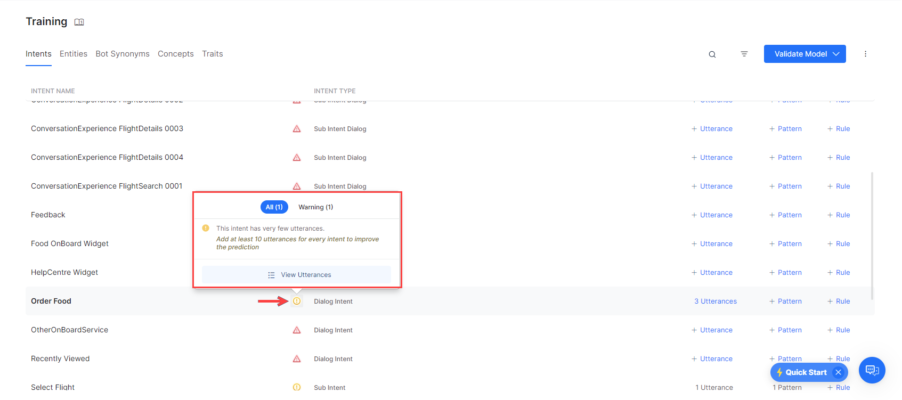 Training
Intents Entities Bot Synonyms Concepts Traits
Validate Model
INTENT NAME INTENT TYPE
ConversationExperience FlightDetails 0003 Sub Intent Dialog + Utterance + Pattern + Rule
ConversationExperience FlightDetails 0004 Sub Intent Dialog + Utterance + Pattern + Rule
ConversationExperience FlightSearch 0001 Sub Intent Dialog + Utterance + Pattern + Rule
All (1) Warning (1)
Feedback + Utterance + Pattern + Rule
This intent has very few utterances.
Add at least 10 utterances for every intent to improve
the prediction
Food OnBoard Widget + Utterance + Pattern + Rule
HelpCentre Widget View Utterances + Utterance + Pattern + Rule
Order Food Dialog Intent 3 Utterances + Pattern + Rule
OtherOnBoardService Dialog Intent + Utterance + Pattern + Rule
Recently Viewed Dialog Intent + Utterance + Pattern + Rule
Quick Start
Select Flight Sub Intent 1 Utterance 1 Pattern + Rule